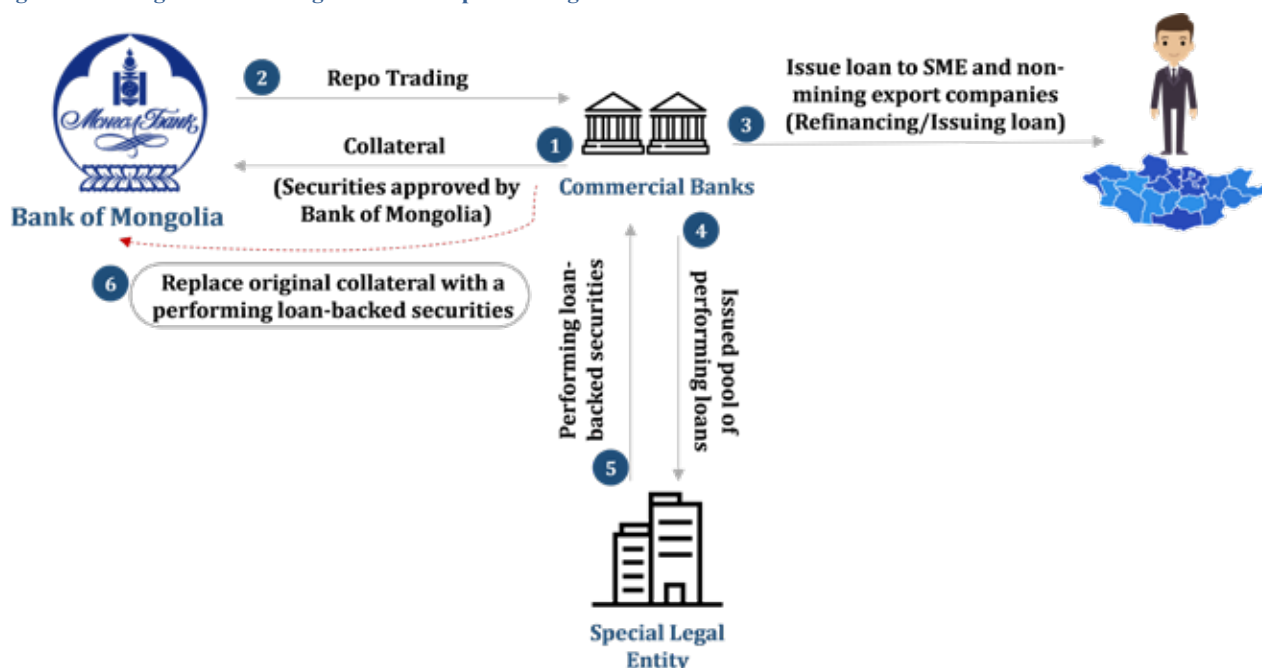 2
Repo Trading
Issue loan to SME and non-
mining export companies
(Refinancing/Issuing loan)
3
МонголБанк
Collateral
1
(Securities approved by
Bank of Mongolia)
Commercial Banks
Bank of Mongolia
4
6
Replace original collateral with a
performing loan-backed securities
Performing loan-
backed securities
Issued pool of
performing loans
5
Special Legal
Entity